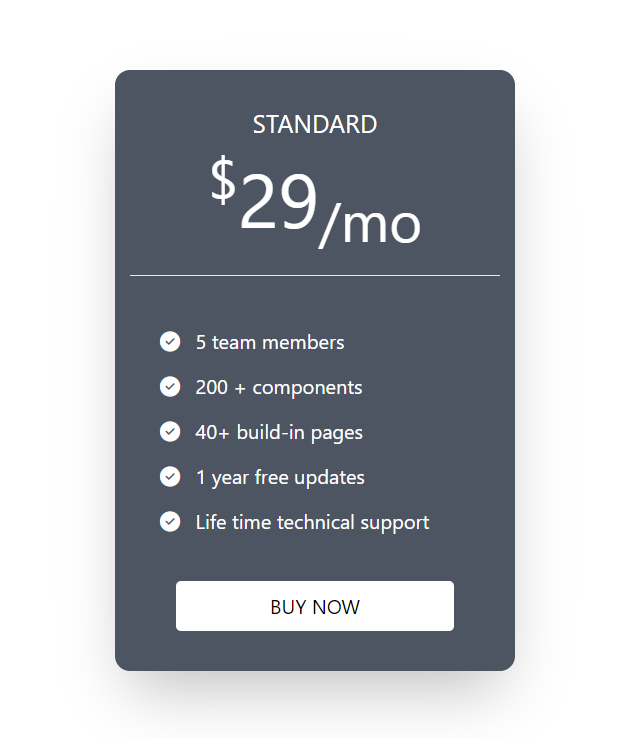 STANDARD
$29/mo
5 team members
200 + components
40+ build-in pages
1 year free updates
Life time technical support
BUY NOW